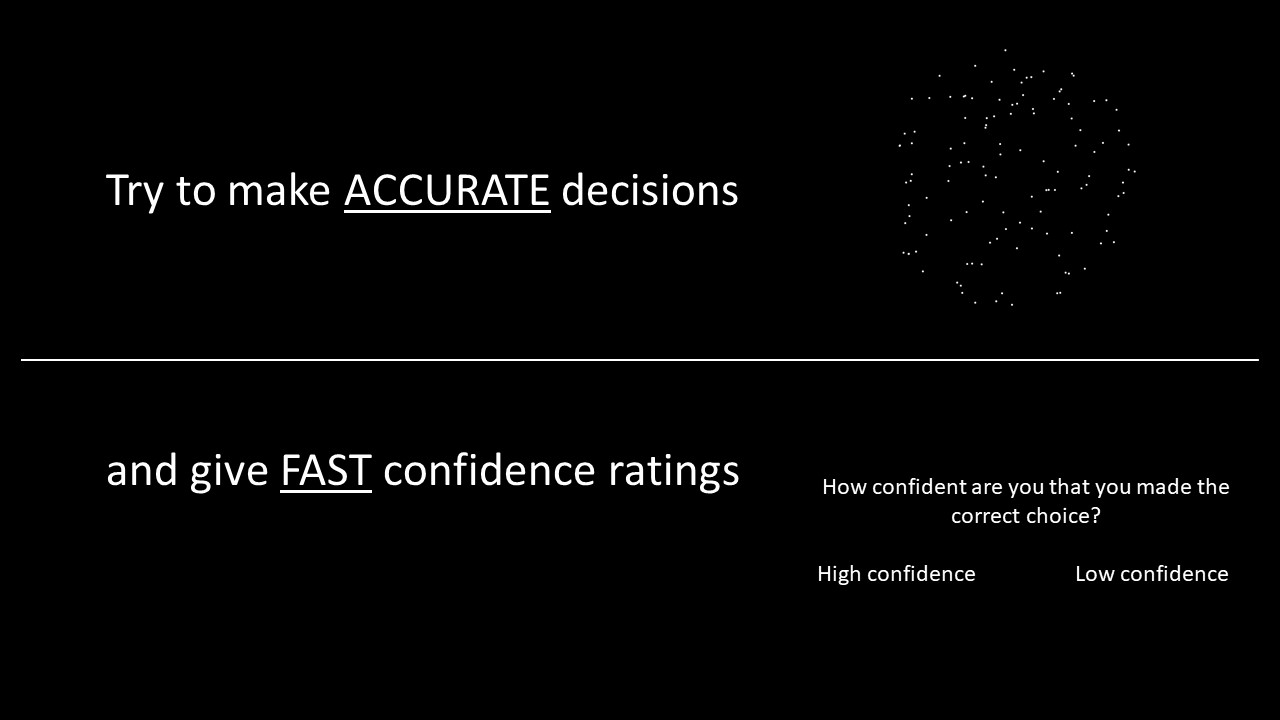 Try to make ACCURATE decisions
and give FAST confidence ratings
How confident are you that you made the
correct choice?
High confidence
Low confidence